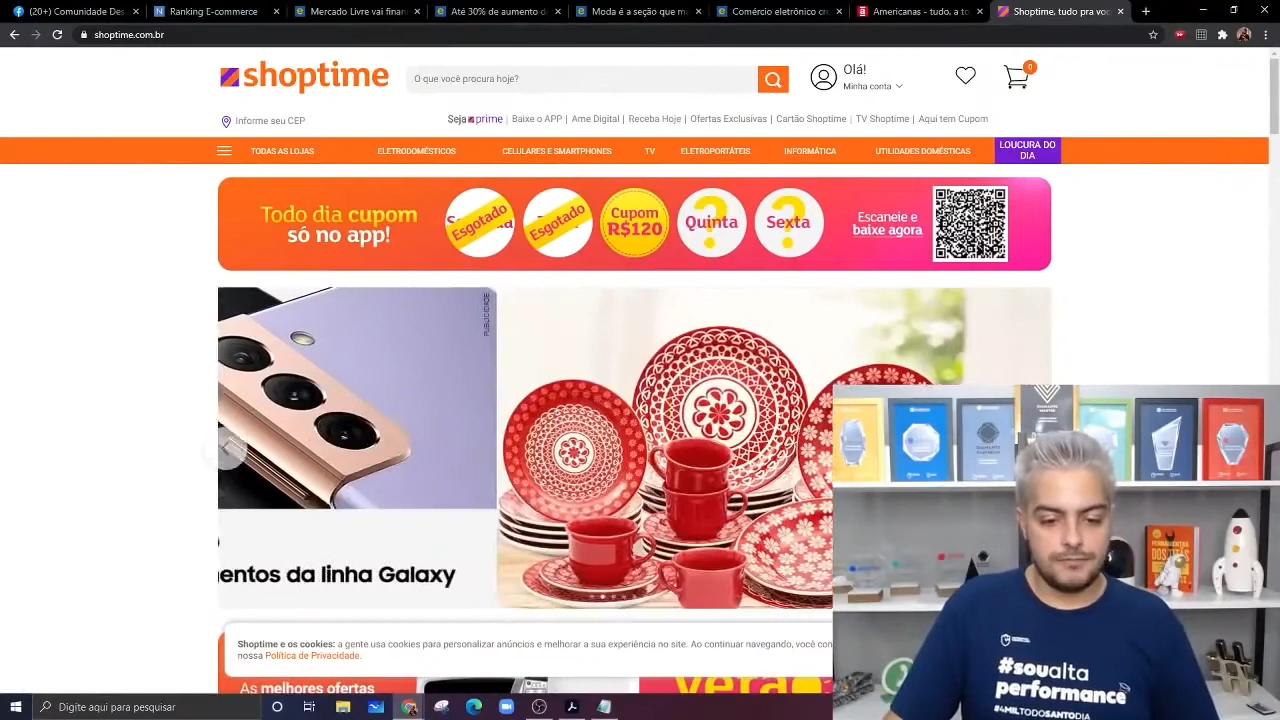 (20+) Comunidade Des
Ranking E-commerce
Mercado Livre vai finan
Até 30% de aumento d
Moda é a seção que m
Comércio eletrônico cr
Americanas - tudo, a to
Shoptime, tudo pra voc
shoptime.com.br
shoptime
O que você procura hoje?
Olá!
Minha conta
0
Informe seu CEP
Seja prime | Baixe o APP | Ame Digital | Receba Hoje | Ofertas Exclusivas | Cartão Shoptime | TV Shoptime | Aqui tem Cupom
TODAS AS LOJAS ELETRODOMÉSTICOS CELULARES E SMARTPHONES TV ELETROPORTÁTEIS INFORMÁTICA UTILIDADES DOMÉSTICAS
LOUCURA DO
DIA
Todo dia cupom
só no app!
Esgotado
Esgotado
Cupom
R$120
?
Quinta
?
Sexta
Escaneie e
baixe agora
PUBLICIDADE
entos da linha Galaxy
Shoptime e os cookies: a gente usa cookies para personalizar anúncios e melhorar a sua experiência no site. Ao continuar navegando, você con
nossa Política de Privacidade.
As melhores ofertas
verão
FERRAMENTAS
DOS TITÃS
#soualta
performance
#4MILTODOSANTODIA
Digite aqui para pesquisar